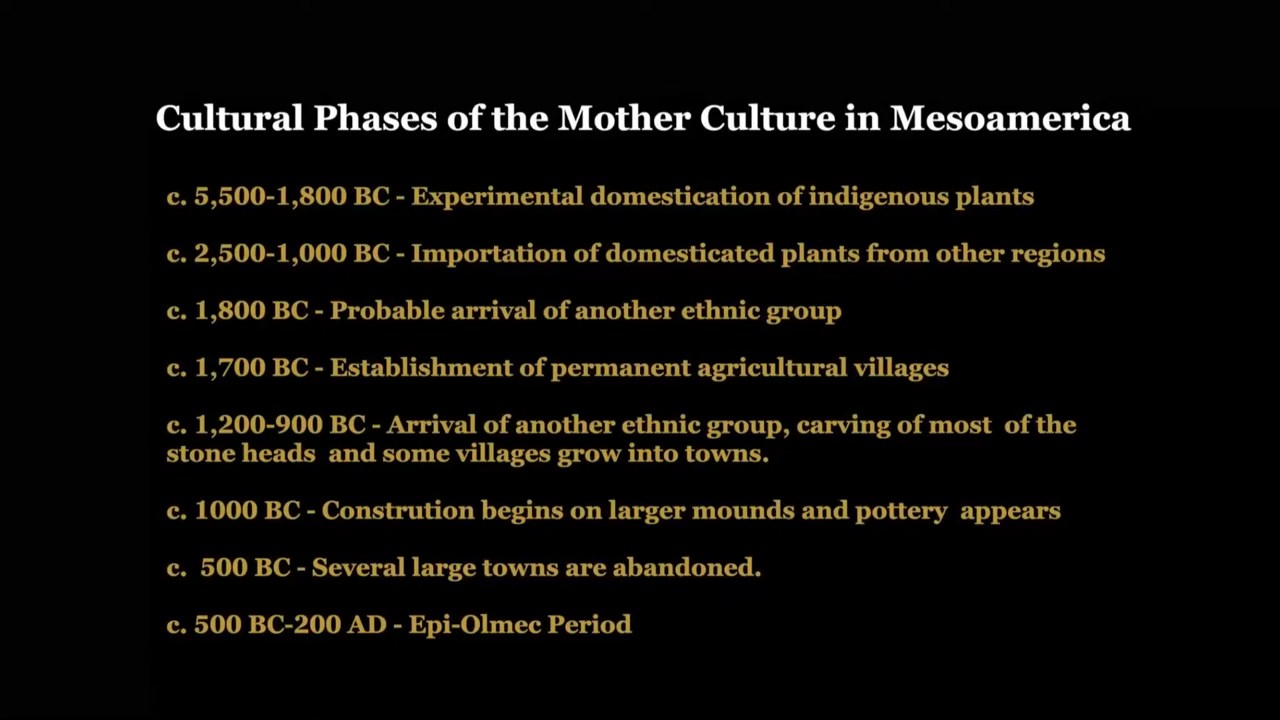 Cultural Phases of the Mother Culture in Mesoamerica
c. 5,500-1,800 BC - Experimental domestication of indigenous plants
c. 2,500-1,000 BC - Importation of domesticated plants from other regions
c. 1,800 BC - Probable arrival of another ethnic group
c. 1,700 BC - Establishment of permanent agricultural villages
c. 1,200-900 BC - Arrival of another ethnic group, carving of most  of the
stone heads  and some villages grow into towns.
c. 1000 BC - Constrution begins on larger mounds and pottery  appears
c.  500 BC - Several large towns are abandoned.
c. 500 BC-200 AD - Epi-Olmec Period